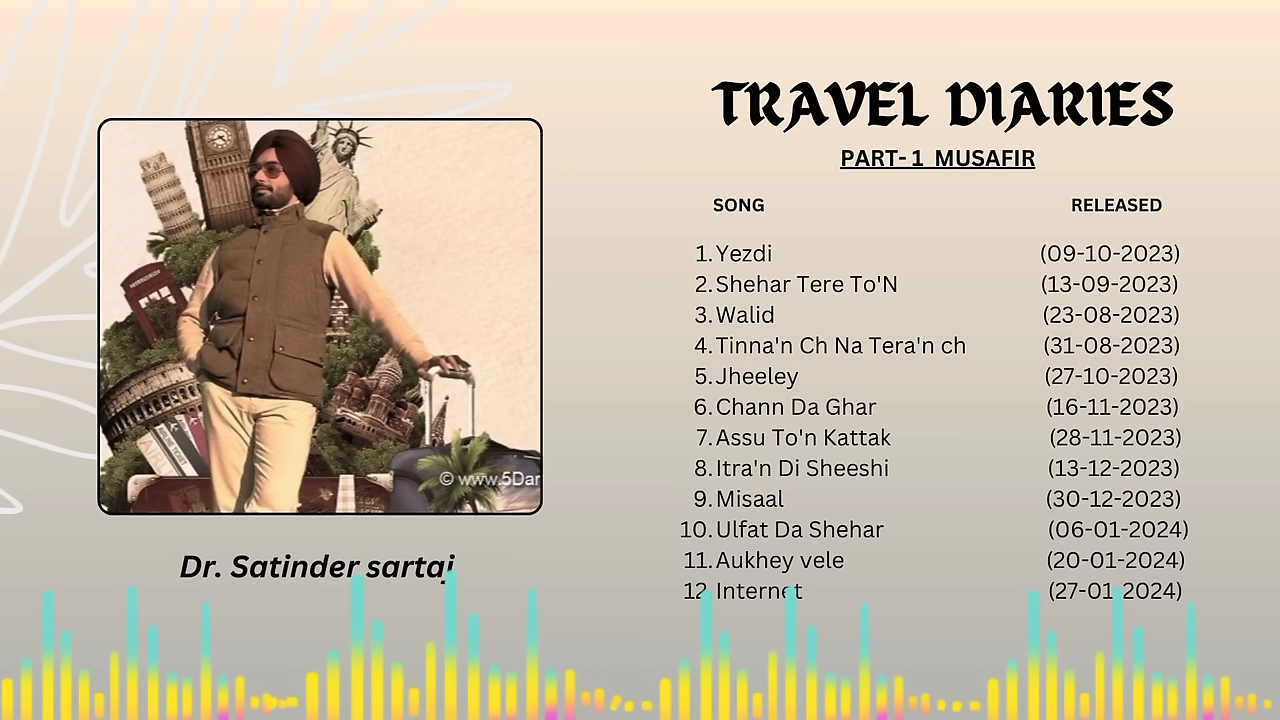 TRAVEL DIARIES
PART-1 MUSAFIR
SONG RELEASED
1. Yezdi (09-10-2023)
2. Shehar Tere To'N (13-09-2023)
3. Walid (23-08-2023)
4. Tinna'n Ch Na Tera'n ch (31-08-2023)
5. Jheeley (27-10-2023)
6. Chann Da Ghar (16-11-2023)
7. Assu To'n Kattak (28-11-2023)
8. Itra'n Di Sheeshi (13-12-2023)
9. Misaal (30-12-2023)
10. Ulfat Da Shehar (06-01-2024)
11. Aukhey vele (20-01-2024)
12. Internet (27-01-2024)
© www.5Dar
Dr. Satinder sartaj